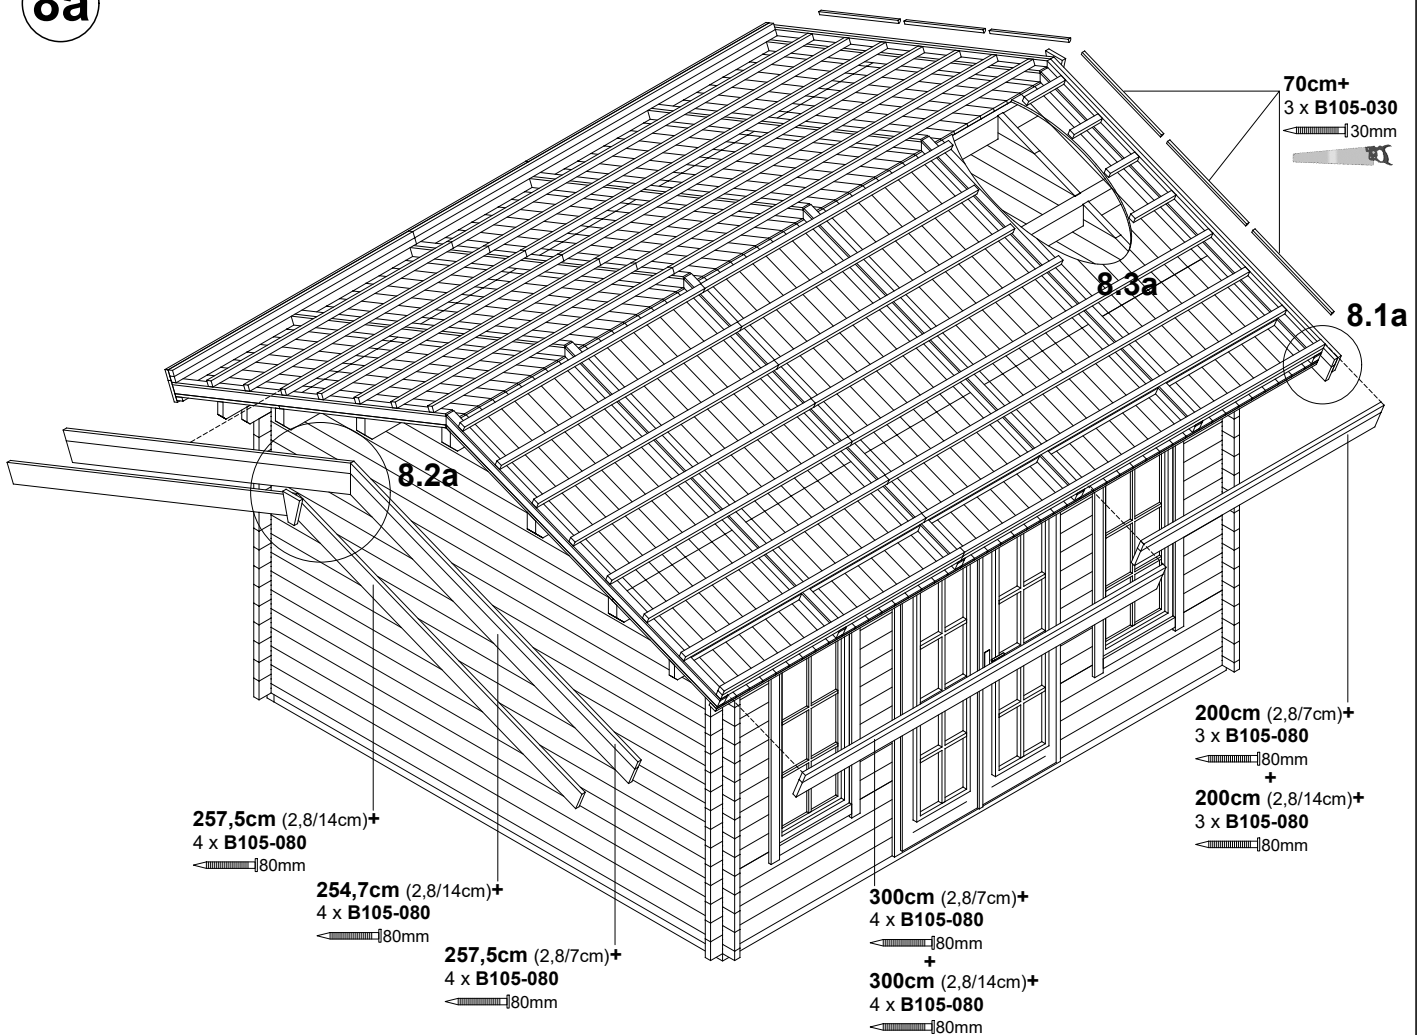 8a
70cm+
3 x B105-030
30mm
8.3a
8.1a
8.2a
200cm (2,8/7cm)+
3 x B105-080
80mm
+
200cm (2,8/14cm)+
3 x B105-080
80mm
257,5cm (2,8/14cm)+
4 x B105-080
80mm
254,7cm (2,8/14cm)+
4 x B105-080
80mm
257,5cm (2,8/7cm)+
4 x B105-080
80mm
300cm (2,8/7cm)+
4 x B105-080
80mm
+
300cm (2,8/14cm)+
4 x B105-080
80mm